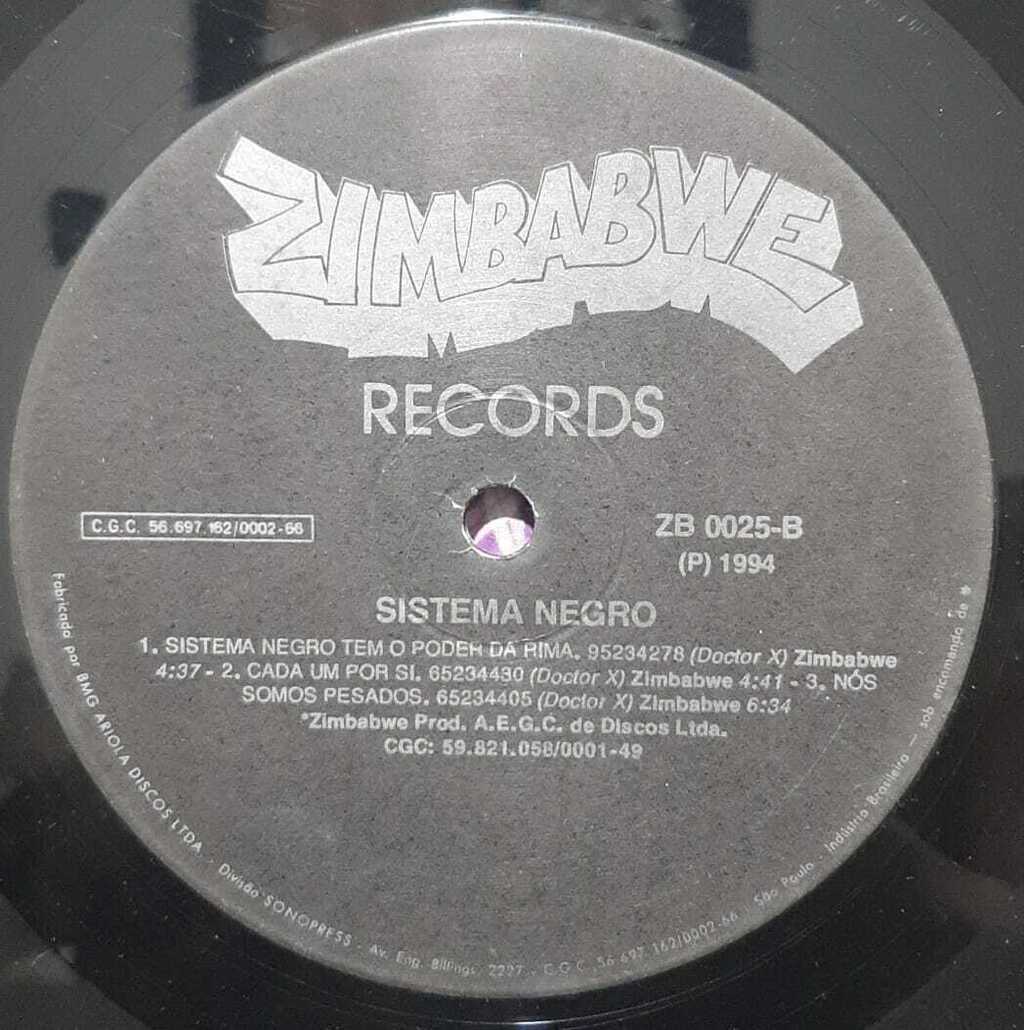 ZIMBABWE
RECORDS
C.G.C. 56.697.162/0002-66
ZB 0025-B
(P) 1994
SISTEMA NEGRO
1. SISTEMA NEGRO TEM O PODER DA RIMA. 95234278 (Doctor X) Zimbabwe
4:37 - 2. CADA UM POR SI. 65234430 (Doctor X) Zimbabwe 4:41 - 3. NÓS
SOMOS PESADOS. 65234405 (Doctor X) Zimbabwe 6:34
*Zimbabwe Prod. A.E.G.C. de Discos Ltda.
CGC: 59.821.058/0001-49
Fabricada por BMG ARIOLA DISCOS LTDA - Divisão SONOPRESS - Av. Eng. Billings, 2227 - C.G.C. 56.697.162/0002-66 - São Paulo - Indústria Brasileira — sob encomenda de *